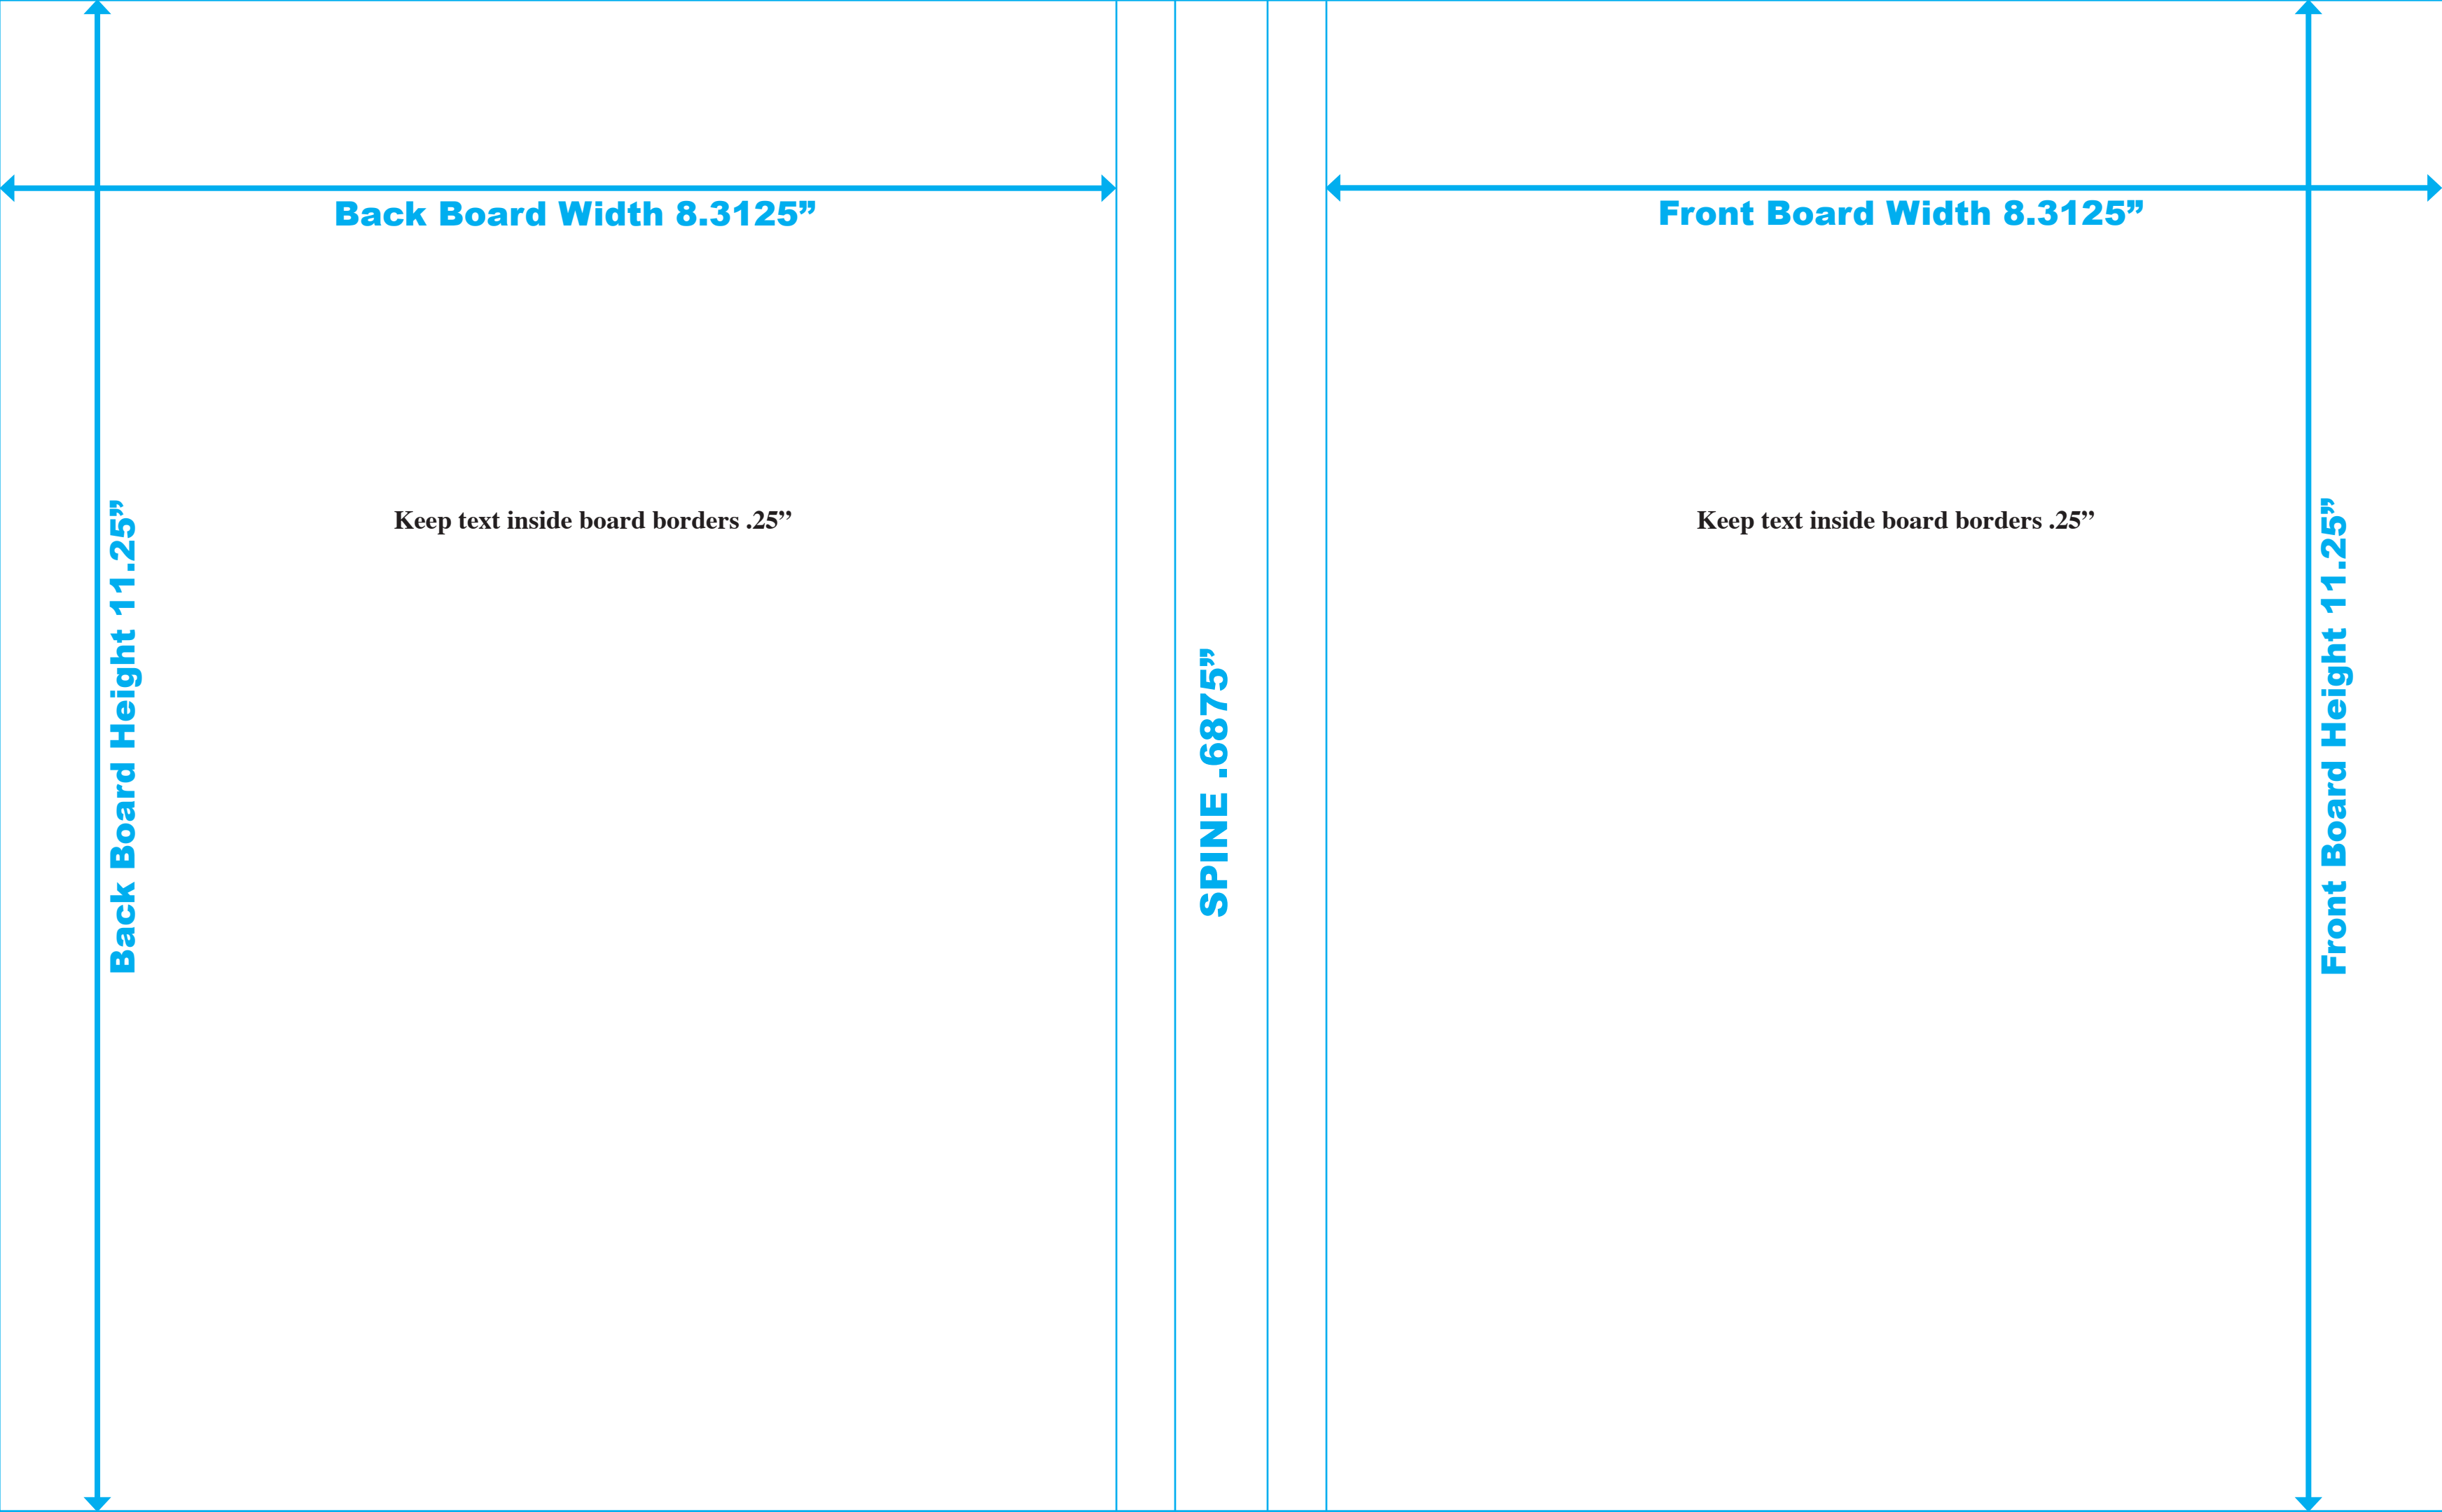 Back Board Width 8.3125”
Front Board Width 8.3125”
Keep text inside board borders .25”
Keep text inside board borders .25”
Back Board Height 11.25”
SPINE .6875”
Front Board Height 11.25”